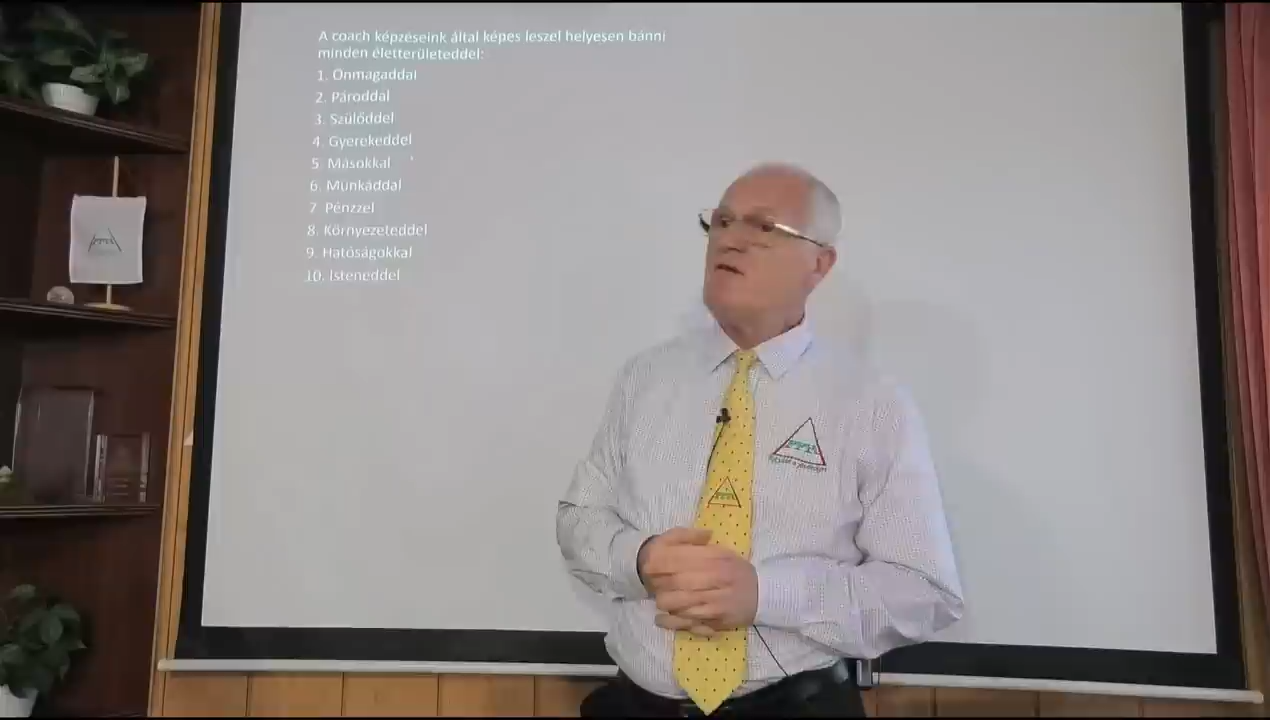 A coach képzéseink által képes leszel helyesen bánni
minden életterületeddel:
1. Önmagaddal
2. Pároddal
3. Szülőddel
4. Gyerekeddel
5 Másokkal
6. Munkáddal
7 Pénzzel
8. Környezeteddel
9. Hatóságokkal
10. Isteneddel